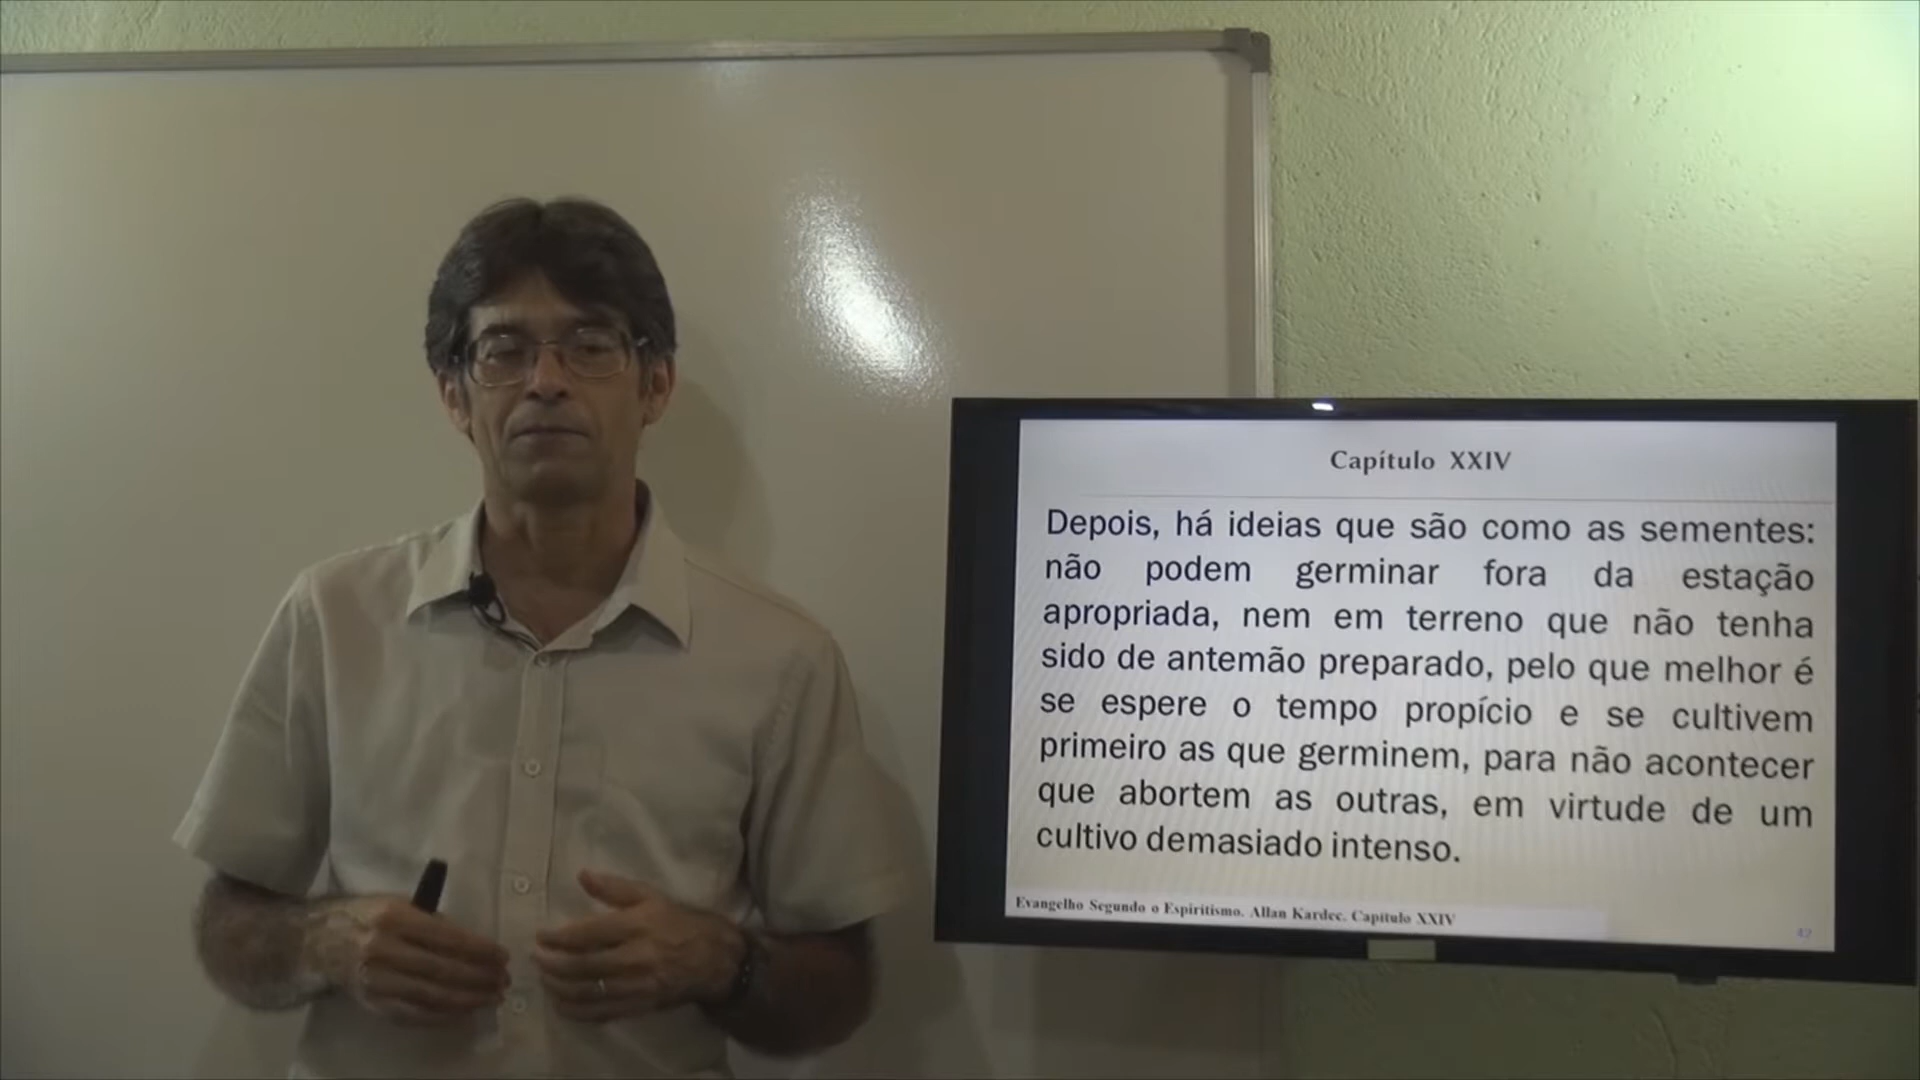 Capítulo XXIV
Depois, há ideias que são como as sementes:
não podem germinar fora da estação
apropriada, nem em terreno que não tenha
sido de antemão preparado, pelo que melhor é
se espere o tempo propício e se cultivem
primeiro as que germinem, para não acontecer
que abortem as outras, em virtude de um
cultivo demasiado intenso.
Evangelho Segundo o Espiritismo. Allan Kardec. Capítulo XXIV
42